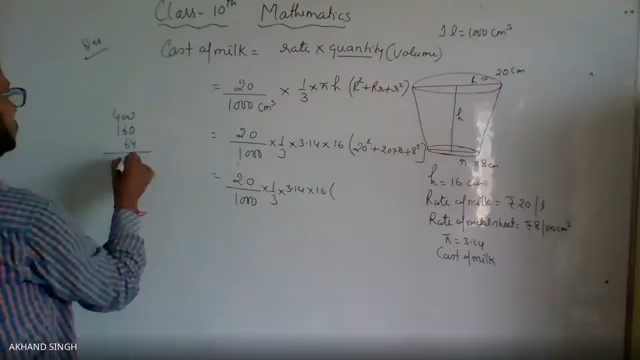 Class-10th Mathematics
1l = 1000 cm³
Cost of milk = rate × quantity (volume)
= 20/1000 cm³ × 1/3 × πh (R²+Rr+r²)
R = 20 cm
h
r = 8 cm
= 20/1000 × 1/3 × 3.14 × 16 (20²+20×8+8²)
= 20/1000 × 1/3 × 3.14 × 16 (
400
160
64
h = 16 cm
Rate of milk = ₹20/l
Rate of metal sheet = ₹8/100cm²
π = 3.14
Cost of milk
AKHAND SINGH